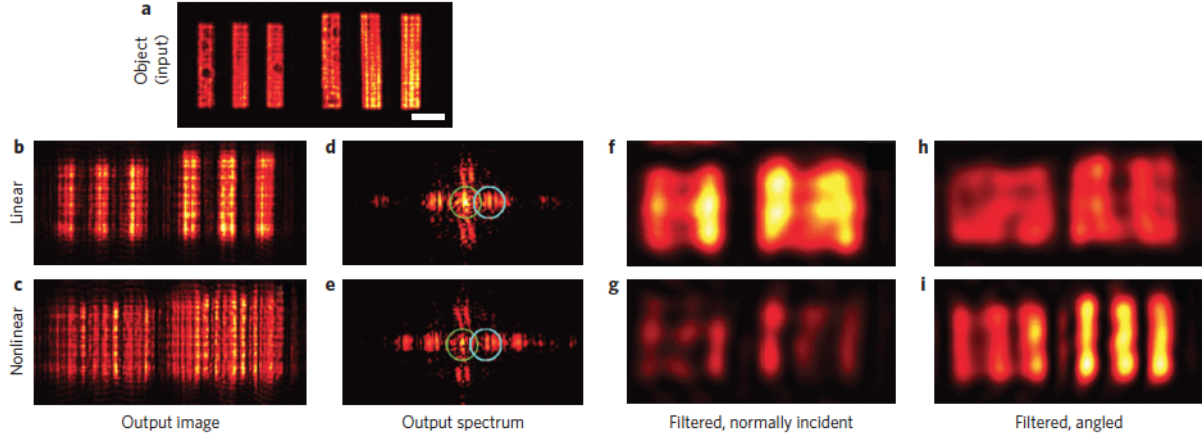 a
Object
(input)
b
d
f
h
Linear
c
e
g
i
Nonlinear
Output image
Output spectrum
Filtered, normally incident
Filtered, angled